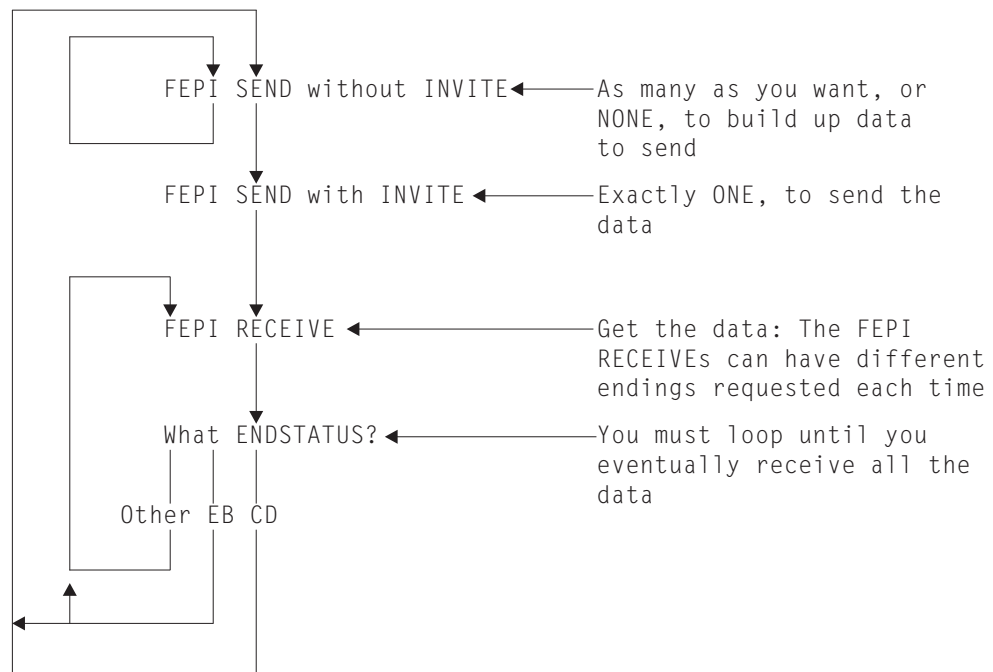 FEPI SEND without INVITE
As many as you want, or
NONE, to build up data
to send
FEPI SEND with INVITE
Exactly ONE, to send the
data
FEPI RECEIVE
Get the data: The FEPI
RECEIVEs can have different
endings requested each time
What ENDSTATUS?
You must loop until you
eventually receive all the
data
Other EB CD